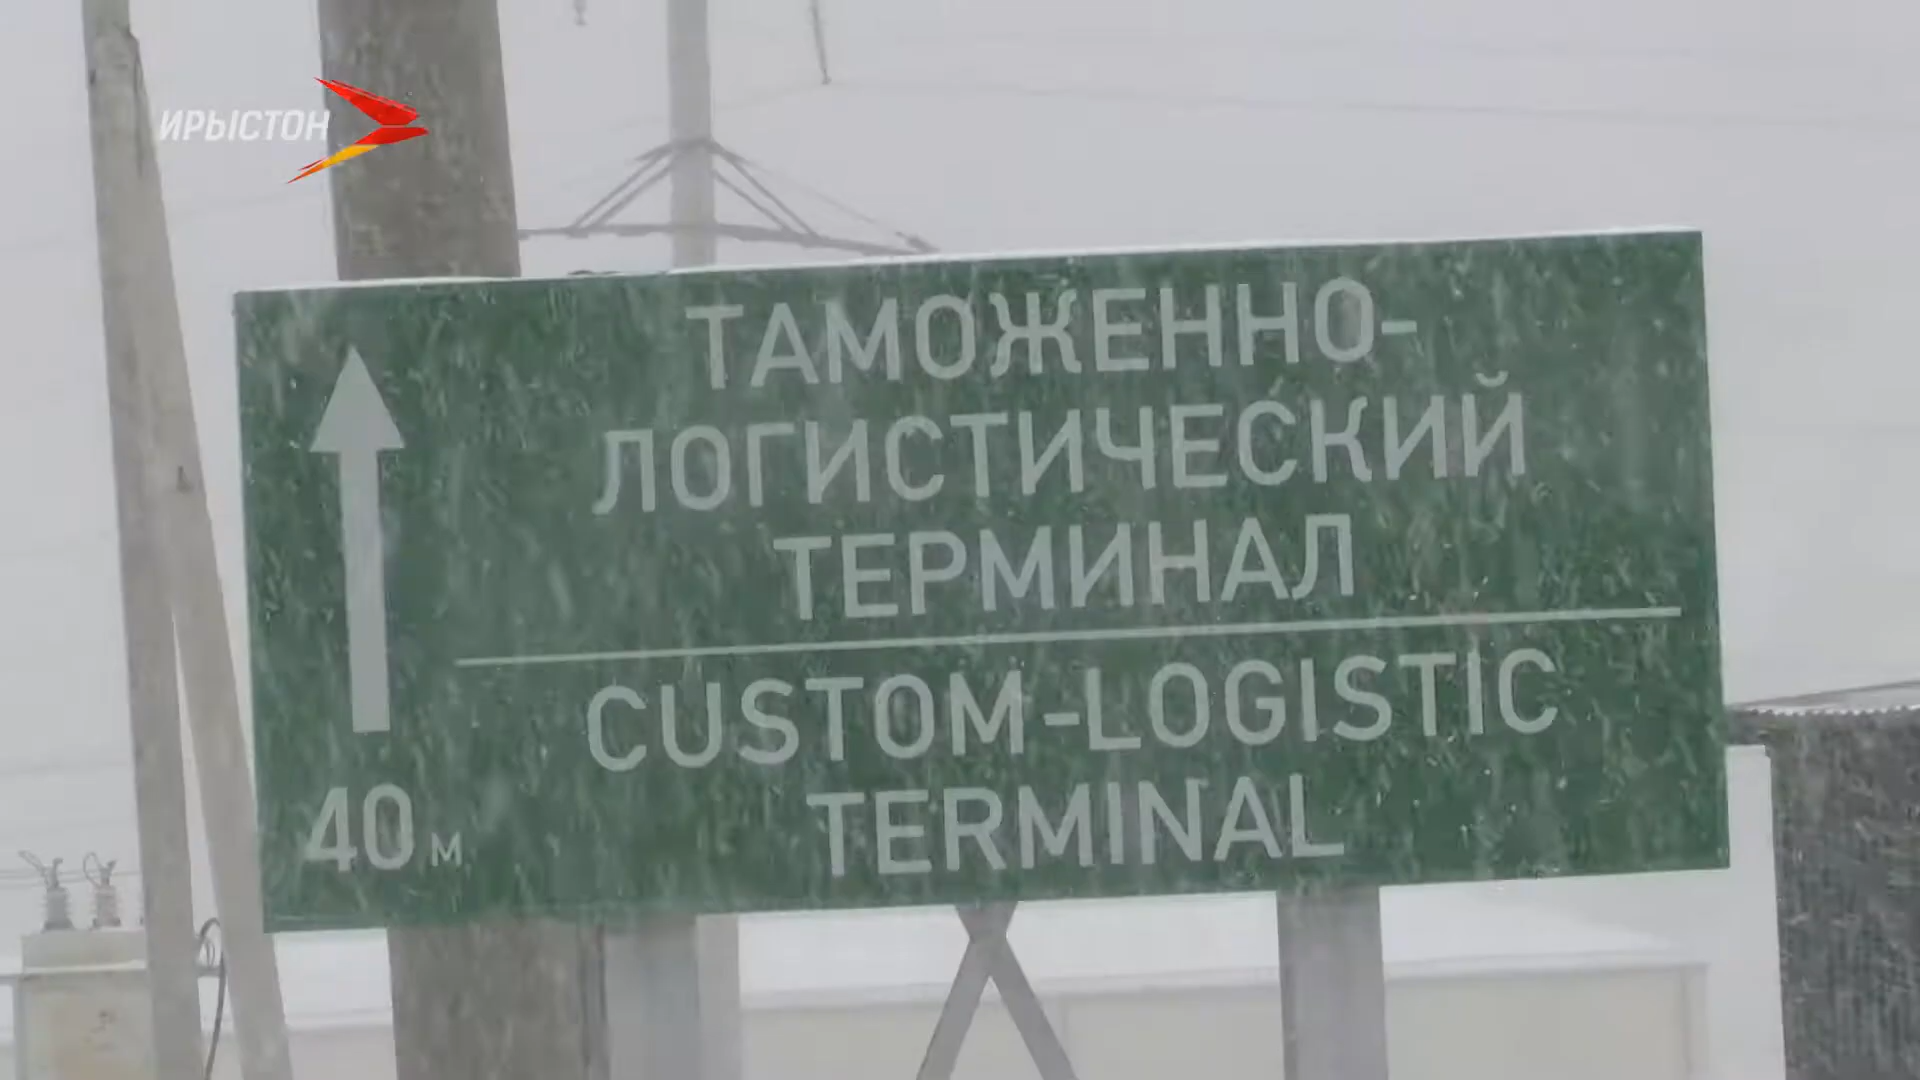 ИРЫСТОН
ТАМОЖЕННО-
ЛОГИСТИЧЕСКИЙ
ТЕРМИНАЛ
CUSTOM-LOGISTIC
TERMINAL
40 м